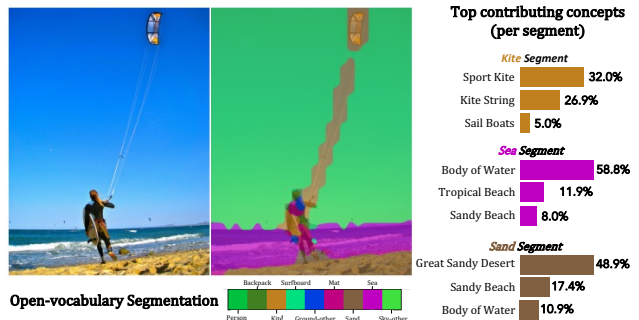 Top contributing concepts
(per segment)
Kite Segment
Sport Kite 32.0%
Kite String 26.9%
Sail Boats 5.0%
Sea Segment
Body of Water 58.8%
Tropical Beach 11.9%
Sandy Beach 8.0%
Sand Segment
Great Sandy Desert 48.9%
Sandy Beach 17.4%
Body of Water 10.9%
Open-vocabulary Segmentation
Backpack Surfboard Mat Sea
Person Kite Ground-other Sand Sky-other